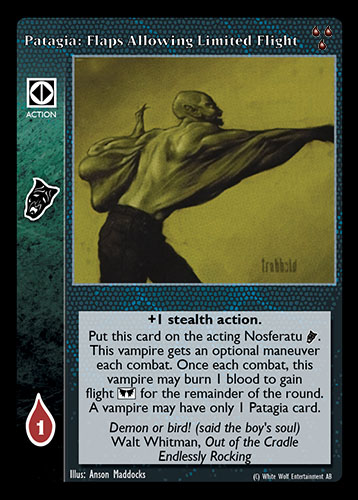 Patagia: Flaps Allowing Limited Flight
ACTION
+1 stealth action.
Put this card on the acting Nosferatu .
This vampire gets an optional maneuver
each combat. Once each combat, this
vampire may burn 1 blood to gain
flight for the remainder of the round.
A vampire may have only 1 Patagia card.
Demon or bird! (said the boy's soul)
Walt Whitman, Out of the Cradle
Endlessly Rocking
1
Illus: Anson Maddocks
(C) White Wolf Entertainment AB